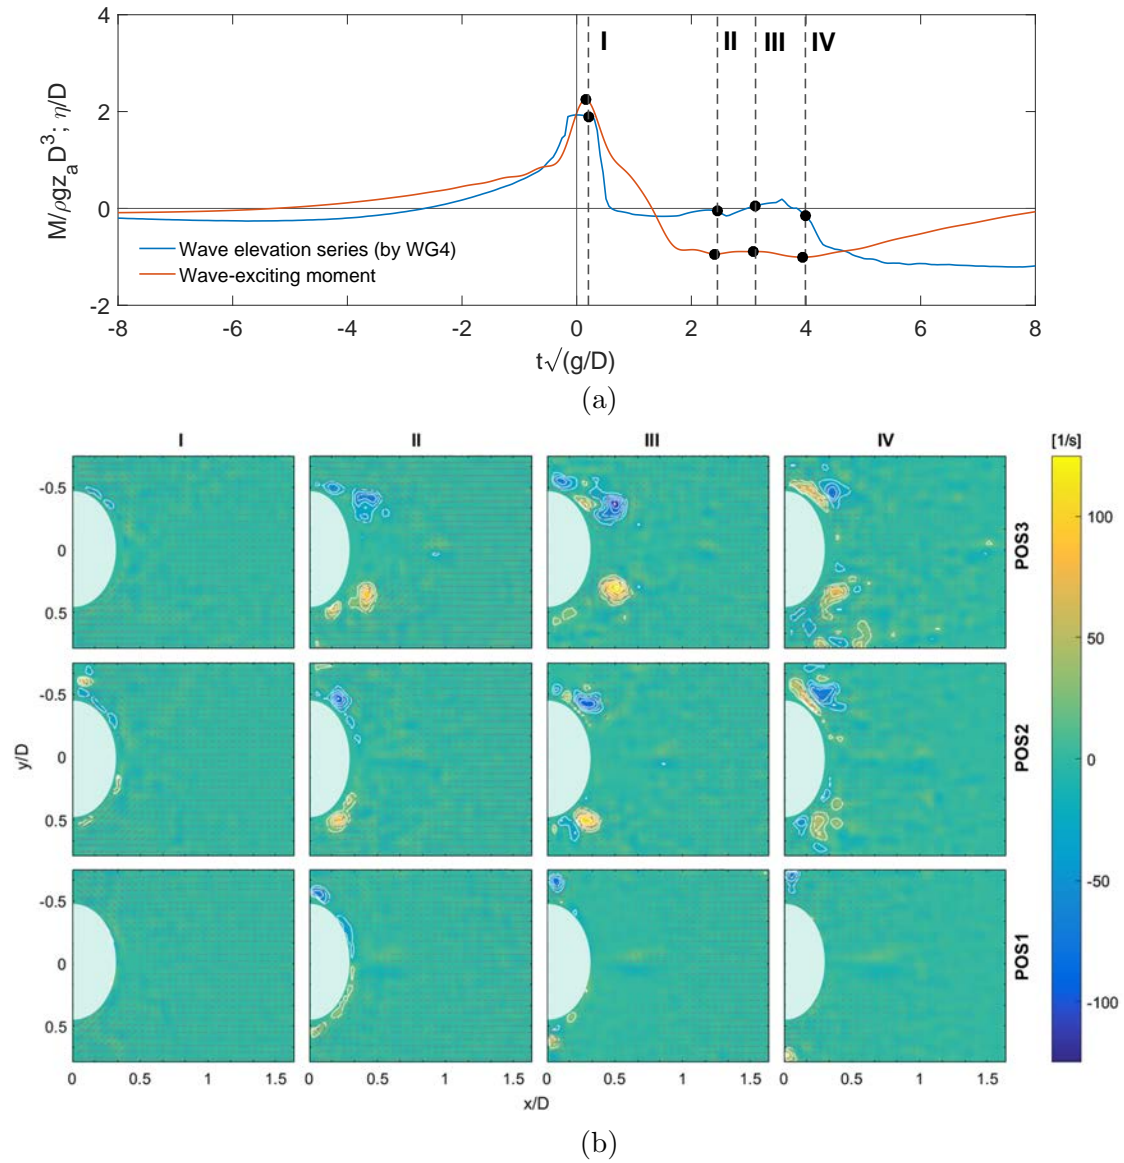 4
2
0
-2
M/ρgz_a D^3; η/D
I
II
III
IV
Wave elevation series (by WG4)
Wave-exciting moment
-8 -6 -4 -2 0 2 4 6 8
t√(g/D)
(a)
I II III IV [1/s]
-0.5
0
0.5
POS3
-0.5
0
0.5
POS2
y/D
-0.5
0
0.5
POS1
100
50
0
-50
-100
0 0.5 1 1.5 0 0.5 1 1.5 0 0.5 1 1.5 0 0.5 1 1.5
x/D
(b)